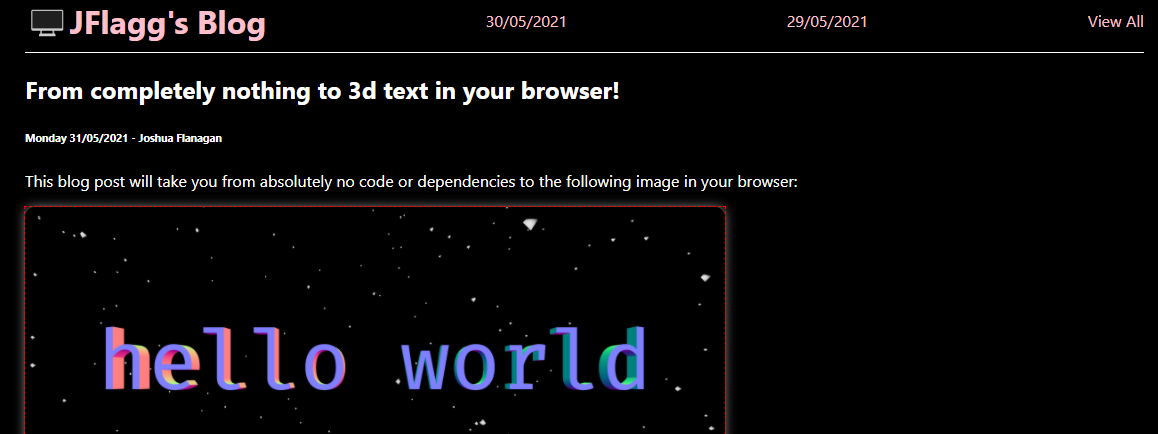 JFlagg's Blog 30/05/2021 29/05/2021 View All
From completely nothing to 3d text in your browser!
Monday 31/05/2021 - Joshua Flanagan
This blog post will take you from absolutely no code or dependencies to the following image in your browser:
hello world